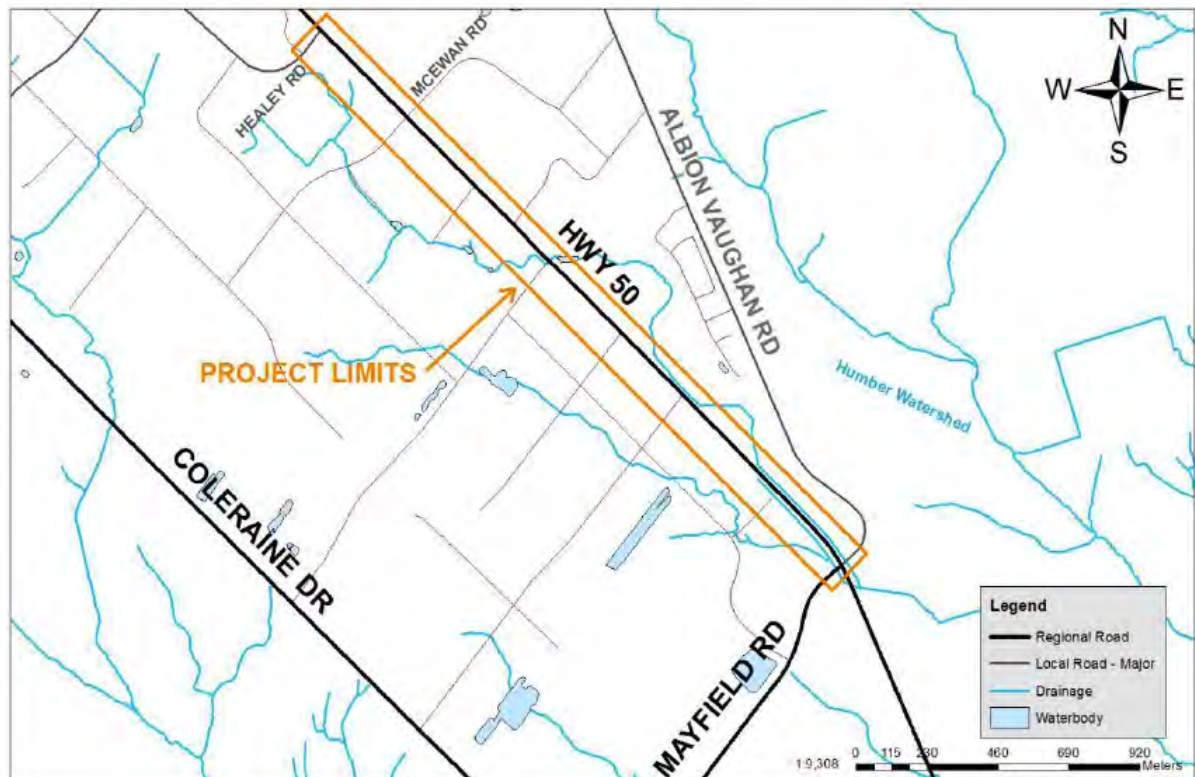 N
W E
S
HEALEY RD
MCEWAN RD
ALBION VAUGHAN RD
HWY 50
PROJECT LIMITS
Humber Watershed
COLERAINE DR
MAYFIELD RD
Legend
Regional Road
Local Road - Major
Drainage
Waterbody
1:9,308 0 115 230 460 690 920
Meters